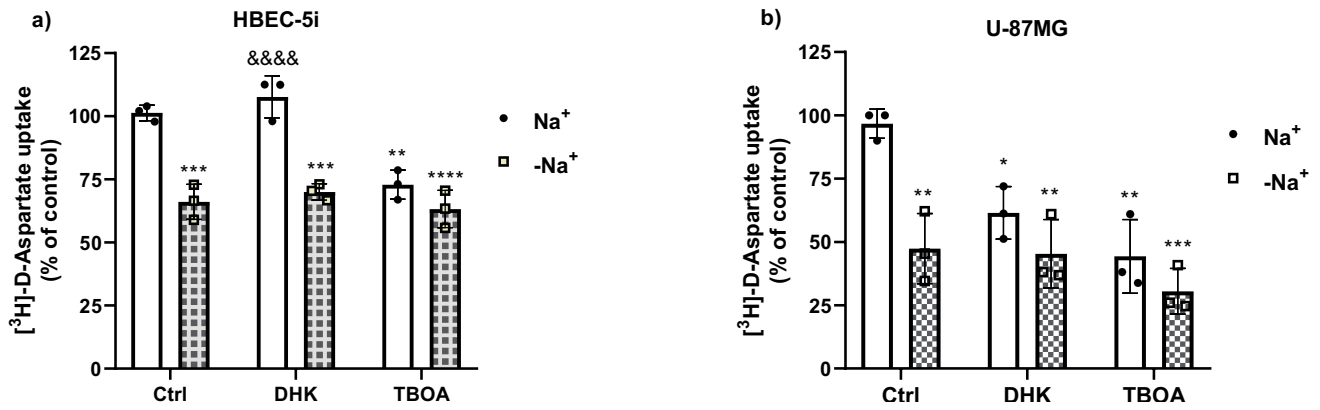 a)
HBEC-5i
[³H]-D-Aspartate uptake
(% of control)
125
100
75
50
25
0
&&&&
***
***
**
****
Ctrl
DHK
TBOA
Na⁺
-Na⁺
b)
U-87MG
[³H]-D-Aspartate uptake
(% of control)
125
100
75
50
25
0
**
*
**
**
***
Ctrl
DHK
TBOA
Na⁺
-Na⁺